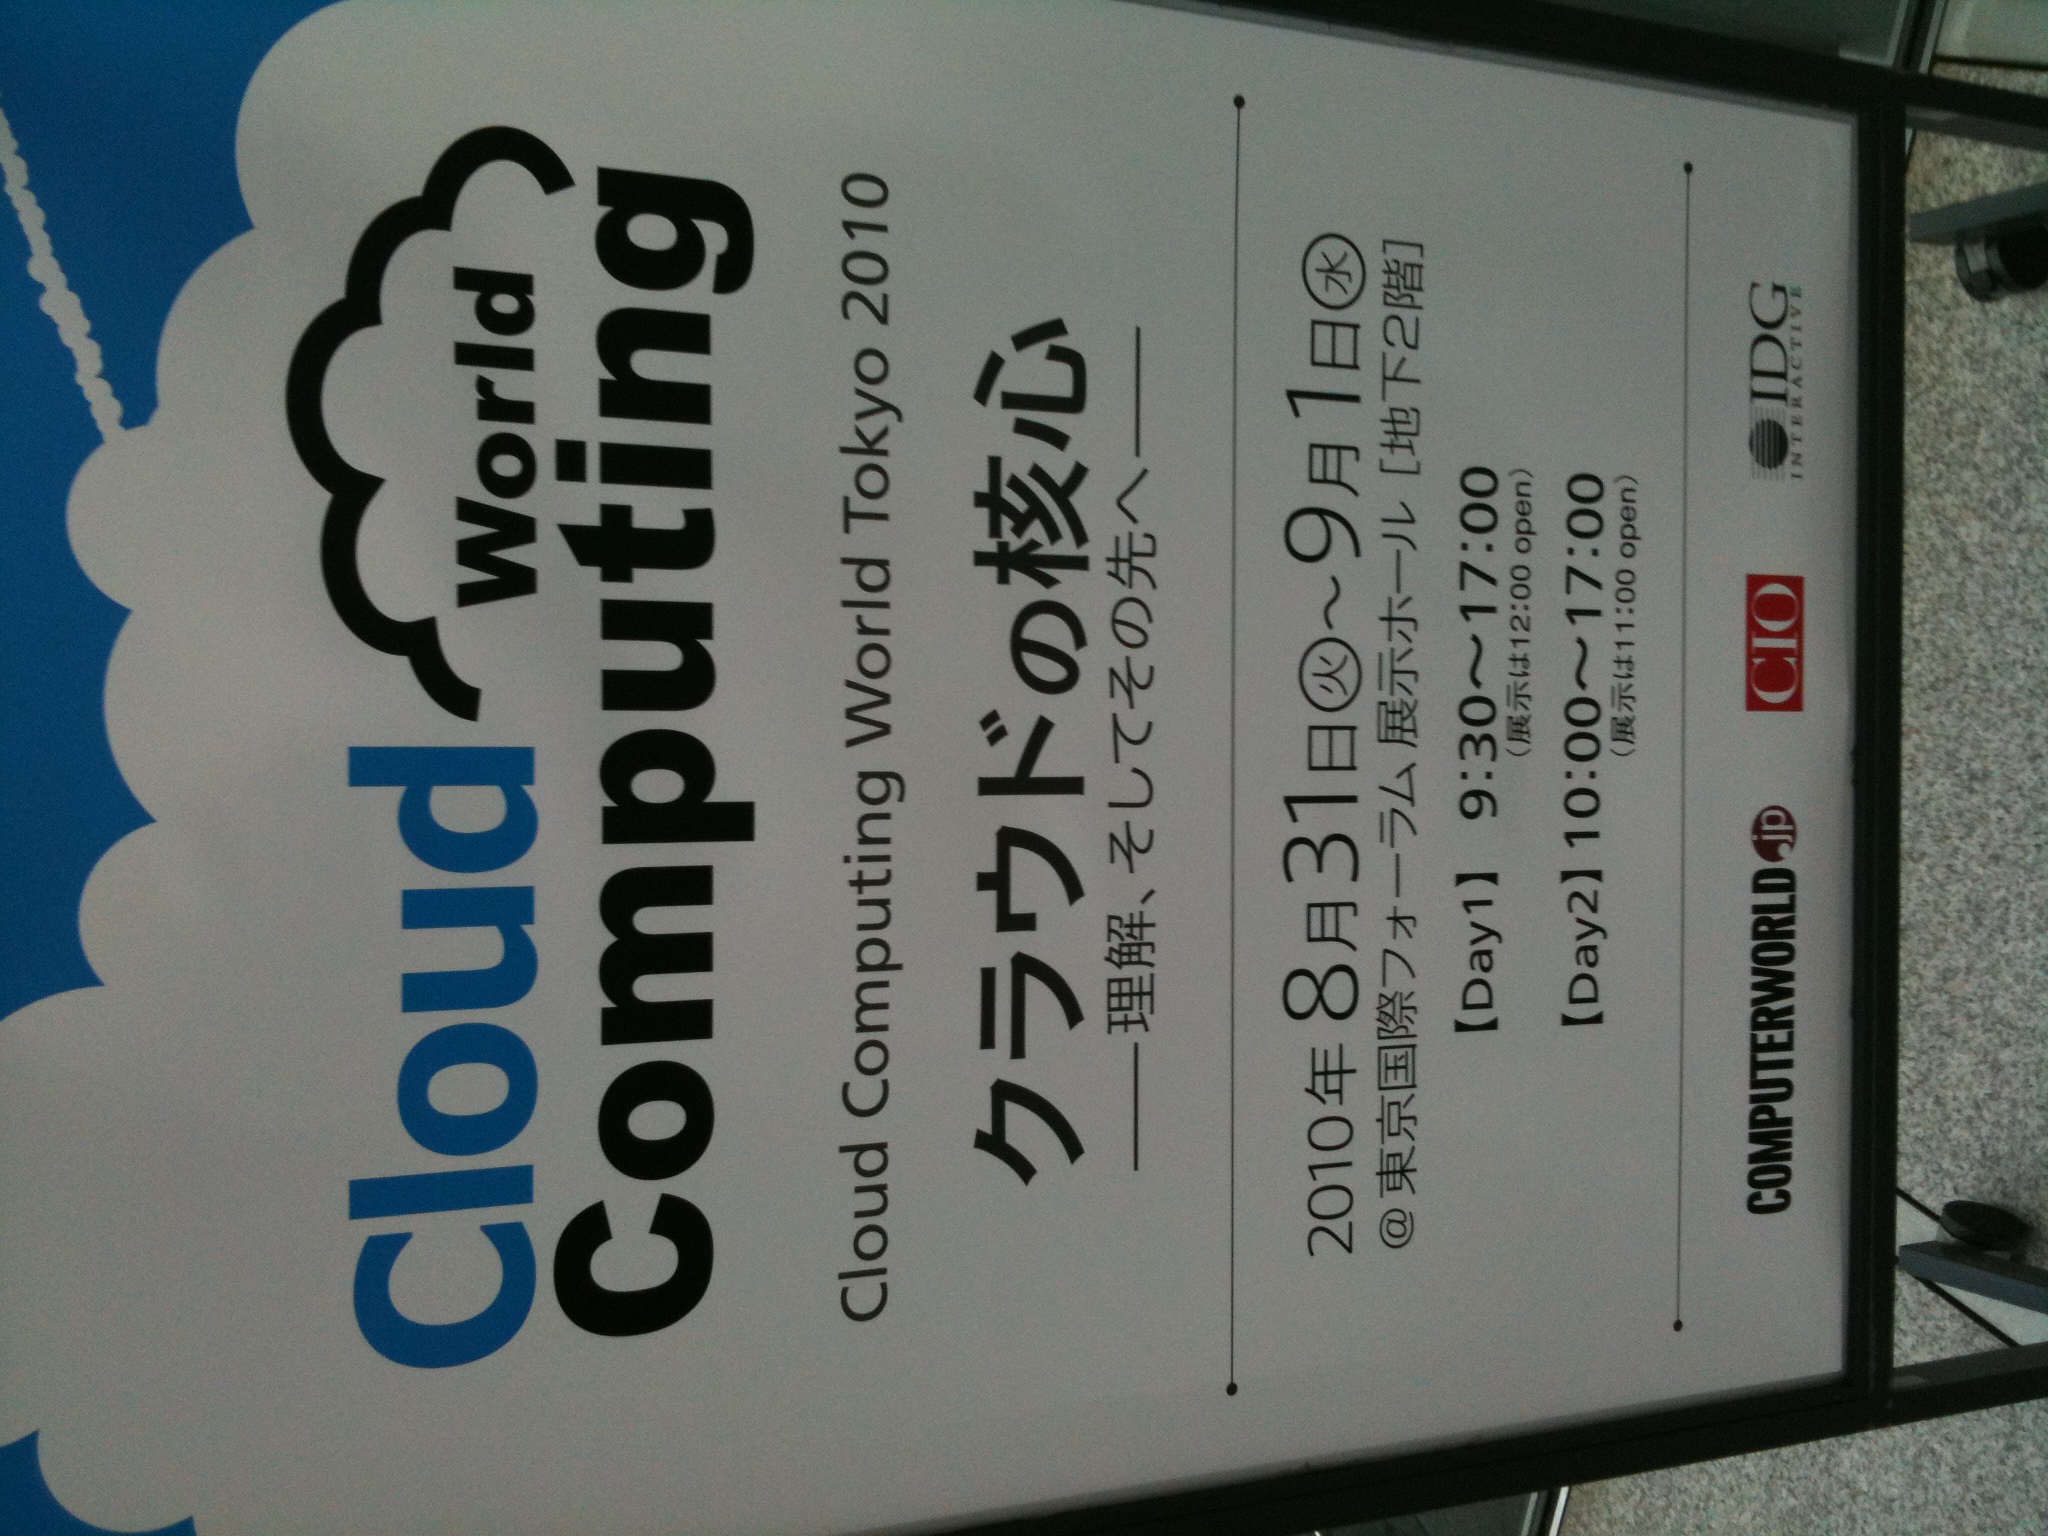 Cloud World
Computing
Cloud Computing World Tokyo 2010
クラウドの核心
――理解、そしてその先へ――
2010年 8月31日㊋～9月1日㊌
@ 東京国際フォーラム 展示ホール [地下2階]
【Day1】 9:30～17:00
（展示は12:00 open）
【Day2】10:00～17:00
（展示は11:00 open）
COMPUTERWORLD.jp CIO IDG
INTERACTIVE